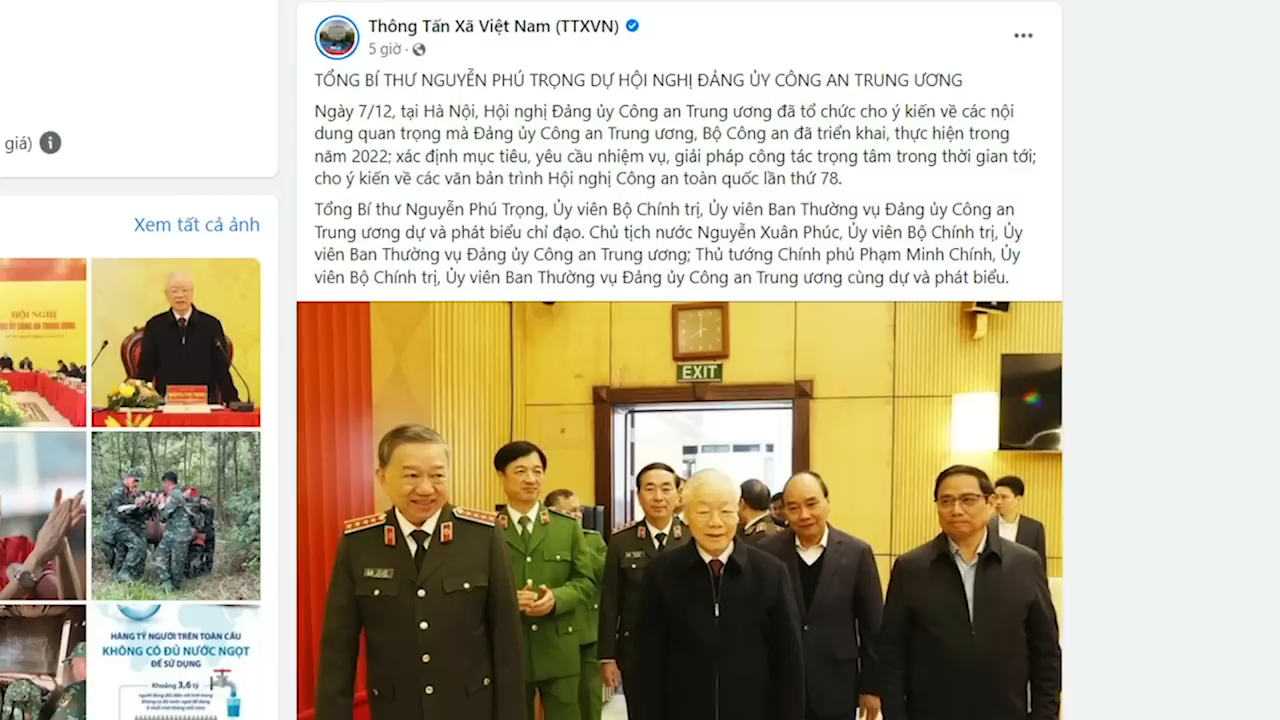 Thông Tấn Xã Việt Nam (TTXVN)
5 giờ ·
TỔNG BÍ THƯ NGUYỄN PHÚ TRỌNG DỰ HỘI NGHỊ ĐẢNG ỦY CÔNG AN TRUNG ƯƠNG
Ngày 7/12, tại Hà Nội, Hội nghị Đảng ủy Công an Trung ương đã tổ chức cho ý kiến về các nội
dung quan trọng mà Đảng ủy Công an Trung ương, Bộ Công an đã triển khai, thực hiện trong
năm 2022; xác định mục tiêu, yêu cầu nhiệm vụ, giải pháp công tác trọng tâm trong thời gian tới;
cho ý kiến về các văn bản trình Hội nghị Công an toàn quốc lần thứ 78.
Tổng Bí thư Nguyễn Phú Trọng, Ủy viên Bộ Chính trị, Ủy viên Ban Thường vụ Đảng ủy Công an
Trung ương dự và phát biểu chỉ đạo. Chủ tịch nước Nguyễn Xuân Phúc, Ủy viên Bộ Chính trị, Ủy
viên Ban Thường vụ Đảng ủy Công an Trung ương; Thủ tướng Chính phủ Phạm Minh Chính, Ủy
viên Bộ Chính trị, Ủy viên Ban Thường vụ Đảng ủy Công an Trung ương cùng dự và phát biểu.
EXIT
giá)
Xem tất cả ảnh
HỘI NGHỊ
ỦY CÔNG AN TRUNG ƯƠNG
HÀNG TỶ NGƯỜI TRÊN TOÀN CẦU
KHÔNG CÓ ĐỦ NƯỚC NGỌT
ĐỂ SỬ DỤNG
Khoảng 3,6 tỷ